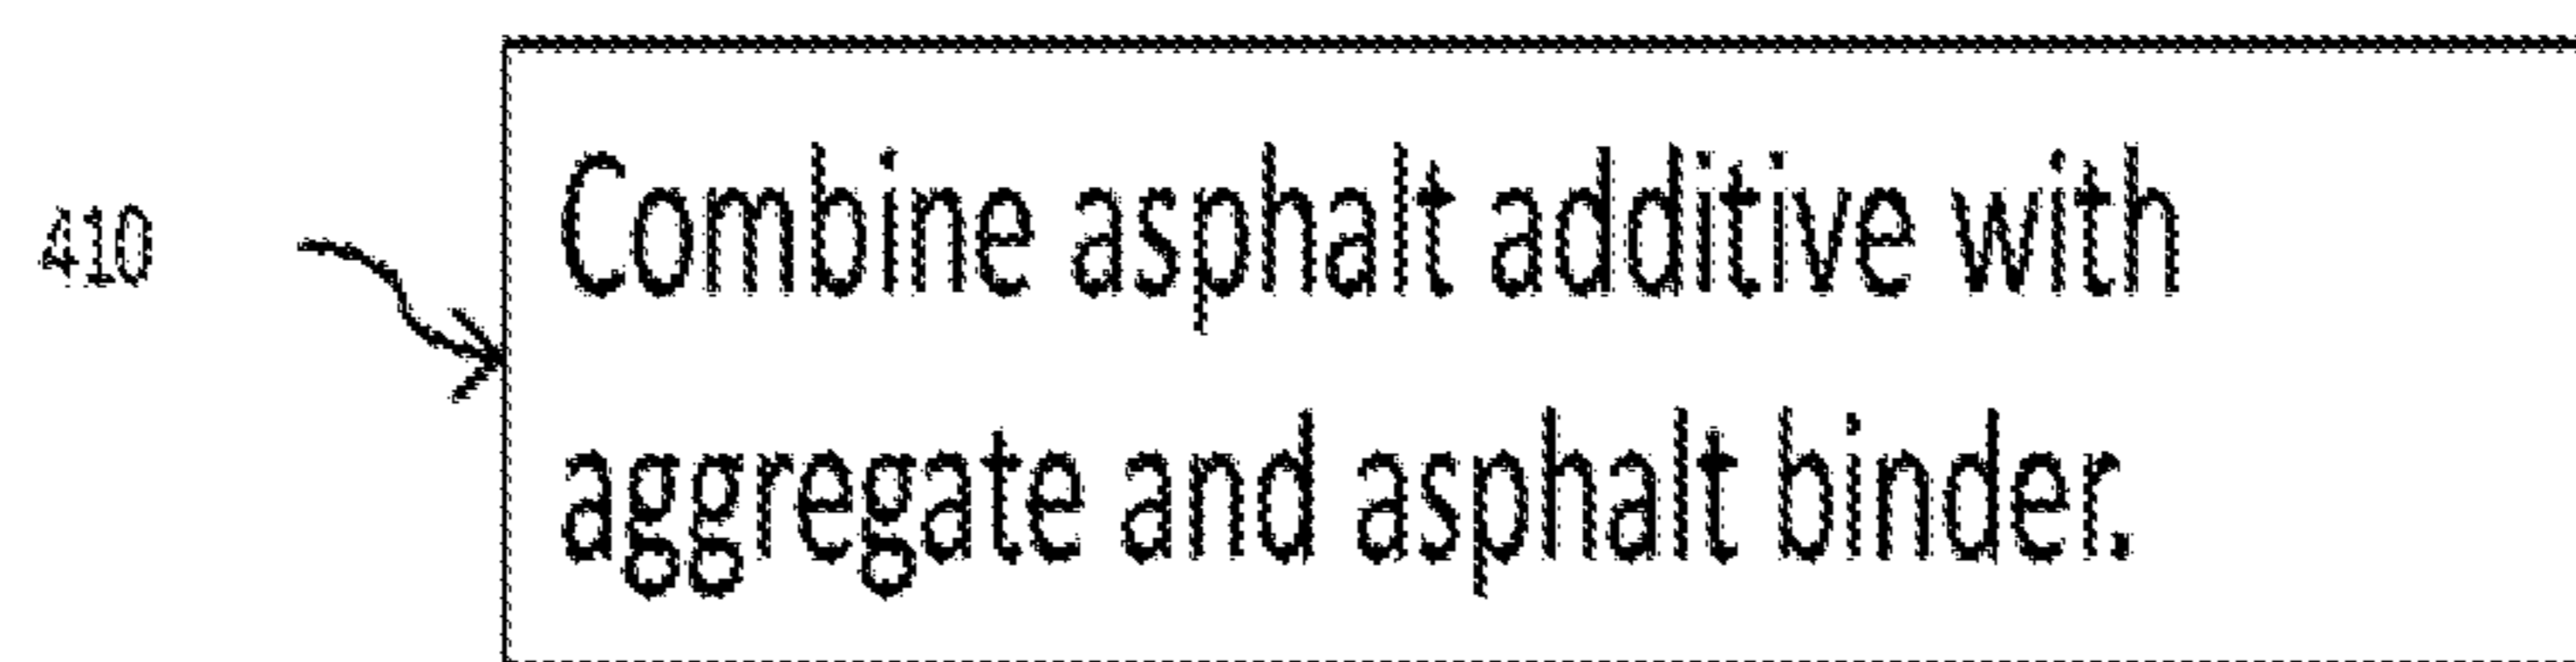 410
Combine asphalt additive with
aggregate and asphalt binder.